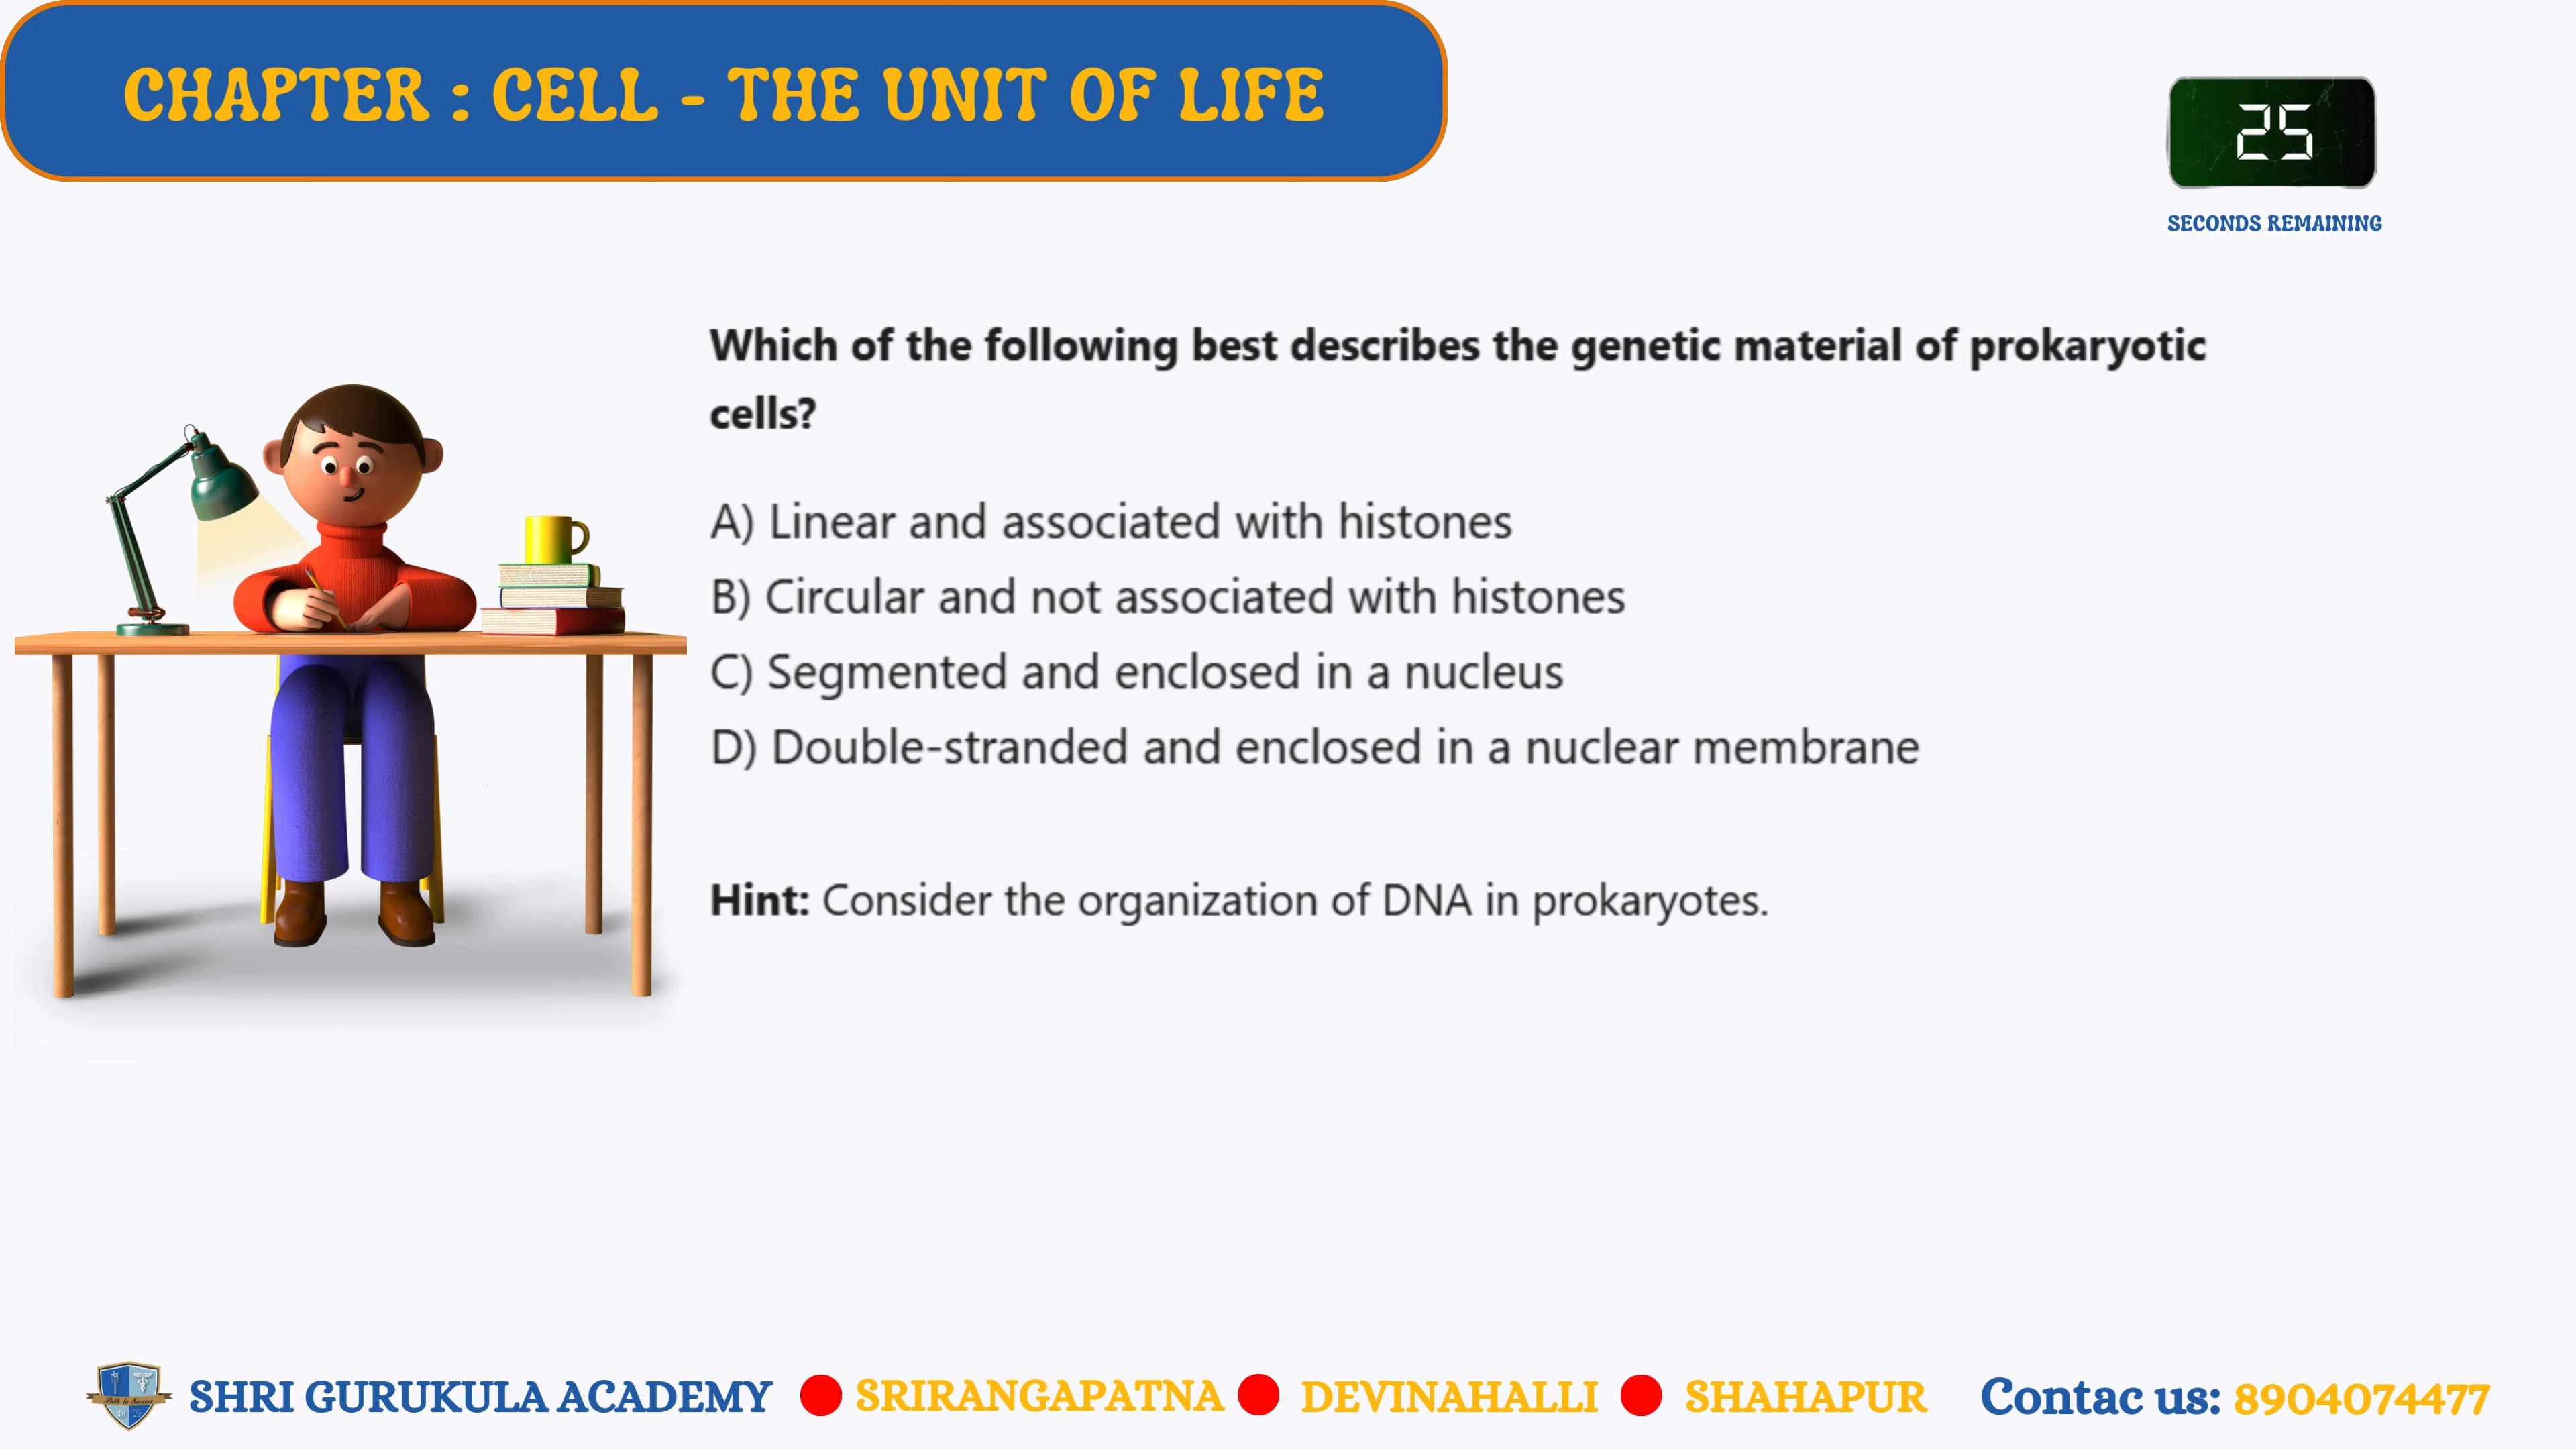 CHAPTER : CELL - THE UNIT OF LIFE
25
SECONDS REMAINING
Which of the following best describes the genetic material of prokaryotic
cells?
A) Linear and associated with histones
B) Circular and not associated with histones
C) Segmented and enclosed in a nucleus
D) Double-stranded and enclosed in a nuclear membrane
Hint: Consider the organization of DNA in prokaryotes.
Path to Success
SHRI GURUKULA ACADEMY SRIRANGAPATNA DEVINAHALLI SHAHAPUR Contac us: 8904074477